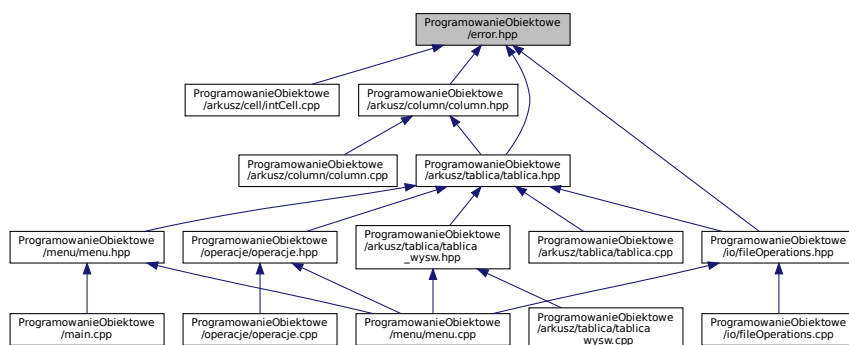 ProgramowanieObiektowe
/error.hpp
ProgramowanieObiektowe
/arkusz/cell/intCell.cpp
ProgramowanieObiektowe
/arkusz/column/column.hpp
ProgramowanieObiektowe
/arkusz/column/column.cpp
ProgramowanieObiektowe
/arkusz/tablica/tablica.hpp
ProgramowanieObiektowe
/menu/menu.hpp
ProgramowanieObiektowe
/operacje/operacje.hpp
ProgramowanieObiektowe
/arkusz/tablica/tablica
_wysw.hpp
ProgramowanieObiektowe
/arkusz/tablica/tablica.cpp
ProgramowanieObiektowe
/io/fileOperations.hpp
ProgramowanieObiektowe
/main.cpp
ProgramowanieObiektowe
/operacje/operacje.cpp
ProgramowanieObiektowe
/menu/menu.cpp
ProgramowanieObiektowe
/arkusz/tablica/tablica
_wysw.cpp
ProgramowanieObiektowe
/io/fileOperations.cpp